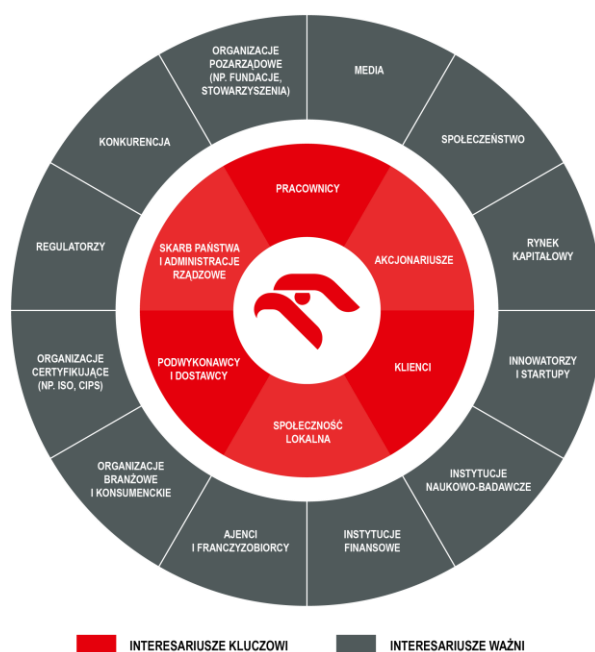 ORGANIZACJE
POZARZĄDOWE
(NP. FUNDACJE,
STOWARZYSZENIA)
MEDIA
SPOŁECZEŃSTWO
RYNEK
KAPITAŁOWY
INNOWATORZY
I STARTUPY
INSTYTUCJE
NAUKOWO-BADAWCZE
INSTYTUCJE
FINANSOWE
AJENCI
I FRANCZYZOBIORCY
ORGANIZACJE
BRANŻOWE
I KONSUMENCKIE
ORGANIZACJE
CERTYFIKUJĄCE
(NP. ISO, CIPS)
REGULATORZY
KONKURENCJA
PRACOWNICY
AKCJONARIUSZE
KLIENCI
SPOŁECZNOŚĆ
LOKALNA
PODWYKONAWCY
I DOSTAWCY
SKARB PAŃSTWA
I ADMINISTRACJE
RZĄDOWE
INTERESARIUSZE KLUCZOWI
INTERESARIUSZE WAŻNI